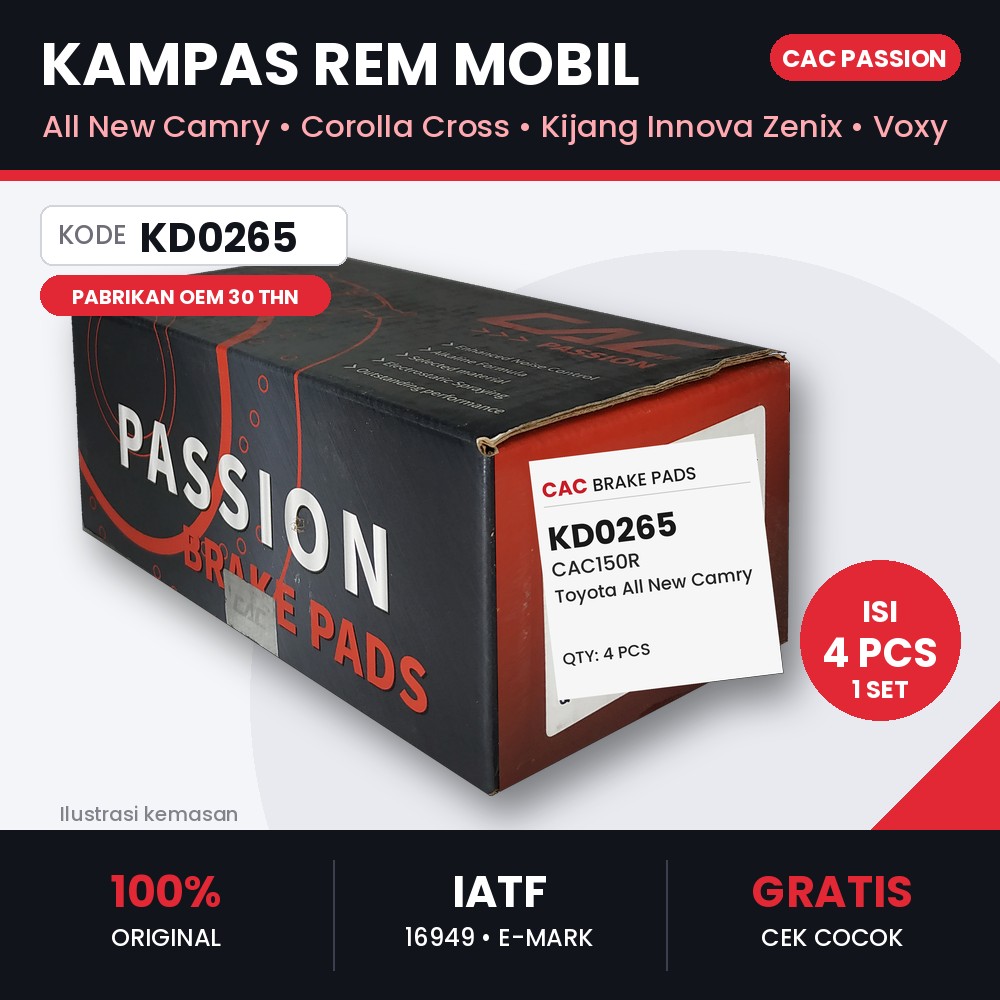 KAMPAS REM MOBIL
CAC PASSION
All New Camry • Corolla Cross • Kijang Innova Zenix • Voxy
KODE KD0265
PABRIKAN OEM 30 THN
CAC
PASSION
Enhanced Noise Control
Alkaline Formula
Selected material
Electrostatic-Spraying
Outstanding performance
PASSION
BRAKE PADS
CAC
CAC BRAKE PADS
KD0265
CAC150R
Toyota All New Camry
QTY: 4 PCS
ISI
4 PCS
1 SET
Ilustrasi kemasan
100%
ORIGINAL
IATF
16949 • E-MARK
GRATIS
CEK COCOK